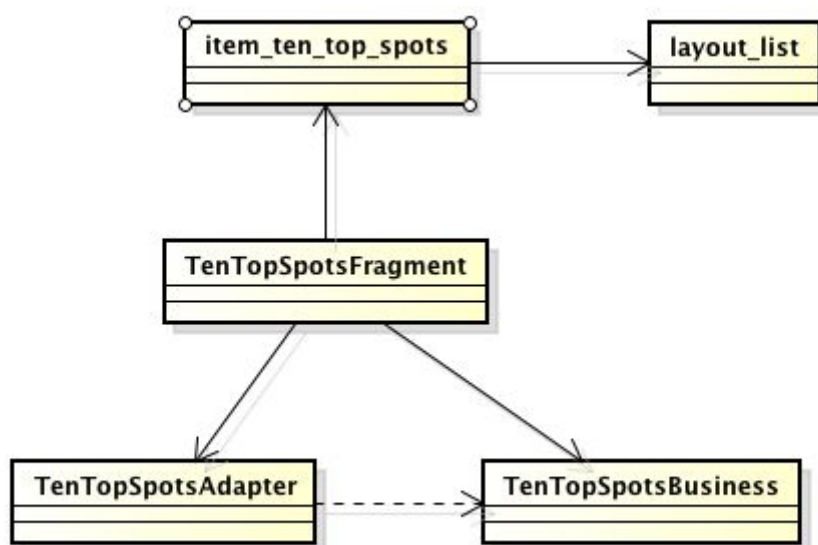 item_ten_top_spots
layout_list
TenTopSpotsFragment
TenTopSpotsAdapter
TenTopSpotsBusiness